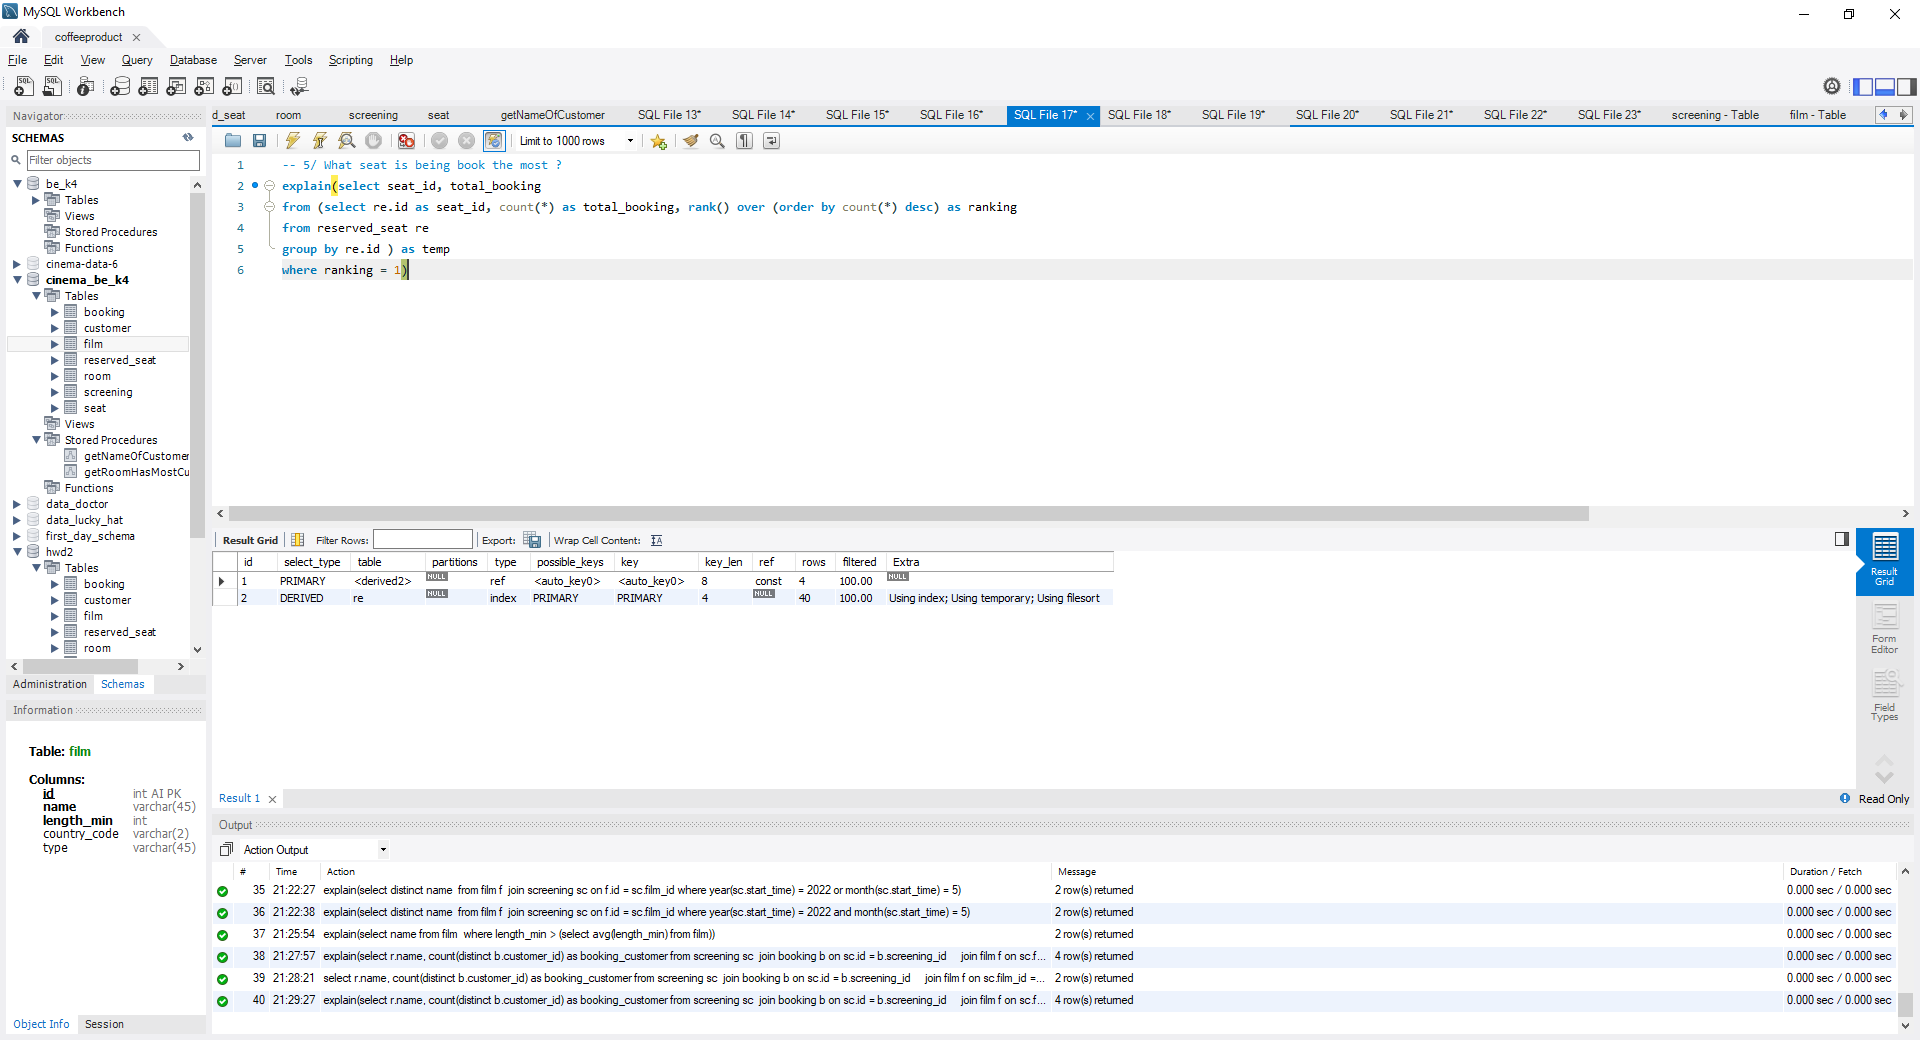 MySQL Workbench
coffeeproduct
File Edit View Query Database Server Tools Scripting Help
Navigator
SCHEMAS
Filter objects
be_k4
Tables
Views
Stored Procedures
Functions
cinema-data-6
cinema_be_k4
Tables
booking
customer
film
reserved_seat
room
screening
seat
Views
Stored Procedures
getNameOfCustomer
getRoomHasMostCu
Functions
data_doctor
data_lucky_hat
first_day_schema
hwd2
Tables
booking
customer
film
reserved_seat
room
Administration Schemas
Information
Table: film
Columns:
id int AI PK
name varchar(45)
length_min int
country_code varchar(2)
type varchar(45)
Object Info Session
d_seat room screening seat getNameOfCustomer SQL File 13* SQL File 14* SQL File 15* SQL File 16* SQL File 17* SQL File 18* SQL File 19* SQL File 20* SQL File 21* SQL File 22* SQL File 23* screening - Table film - Table
Limit to 1000 rows
1 -- 5/ What seat is being book the most ?
2 explain(select seat_id, total_booking
3 from (select re.id as seat_id, count(*) as total_booking, rank() over (order by count(*) desc) as ranking
4 from reserved_seat re
5 group by re.id ) as temp
6 where ranking = 1)
Result Grid Filter Rows: Export: Wrap Cell Content:
id select_type table partitions type possible_keys key key_len ref rows filtered Extra
1 PRIMARY <derived2> NULL ref <auto_key0> <auto_key0> 8 const 4 100.00 NULL
2 DERIVED re NULL index PRIMARY PRIMARY 4 NULL 40 100.00 Using index; Using temporary; Using filesort
Result Grid
Form Editor
Field Types
Result 1
Read Only
Output
Action Output
# Time Action Message Duration / Fetch
35 21:22:27 explain(select distinct name from film f join screening sc on f.id = sc.film_id where year(sc.start_time) = 2022 or month(sc.start_time) = 5) 2 row(s) returned 0.000 sec / 0.000 sec
36 21:22:38 explain(select distinct name from film f join screening sc on f.id = sc.film_id where year(sc.start_time) = 2022 and month(sc.start_time) = 5) 2 row(s) returned 0.000 sec / 0.000 sec
37 21:25:54 explain(select name from film where length_min > (select avg(length_min) from film)) 2 row(s) returned 0.000 sec / 0.000 sec
38 21:27:57 explain(select r.name, count(distinct b.customer_id) as booking_customer from screening sc join booking b on sc.id = b.screening_id join film f on sc.f... 4 row(s) returned 0.000 sec / 0.000 sec
39 21:28:21 select r.name, count(distinct b.customer_id) as booking_customer from screening sc join booking b on sc.id = b.screening_id join film f on sc.film_id =... 2 row(s) returned 0.000 sec / 0.000 sec
40 21:29:27 explain(select r.name, count(distinct b.customer_id) as booking_customer from screening sc join booking b on sc.id = b.screening_id join film f on sc.f... 4 row(s) returned 0.000 sec / 0.000 sec